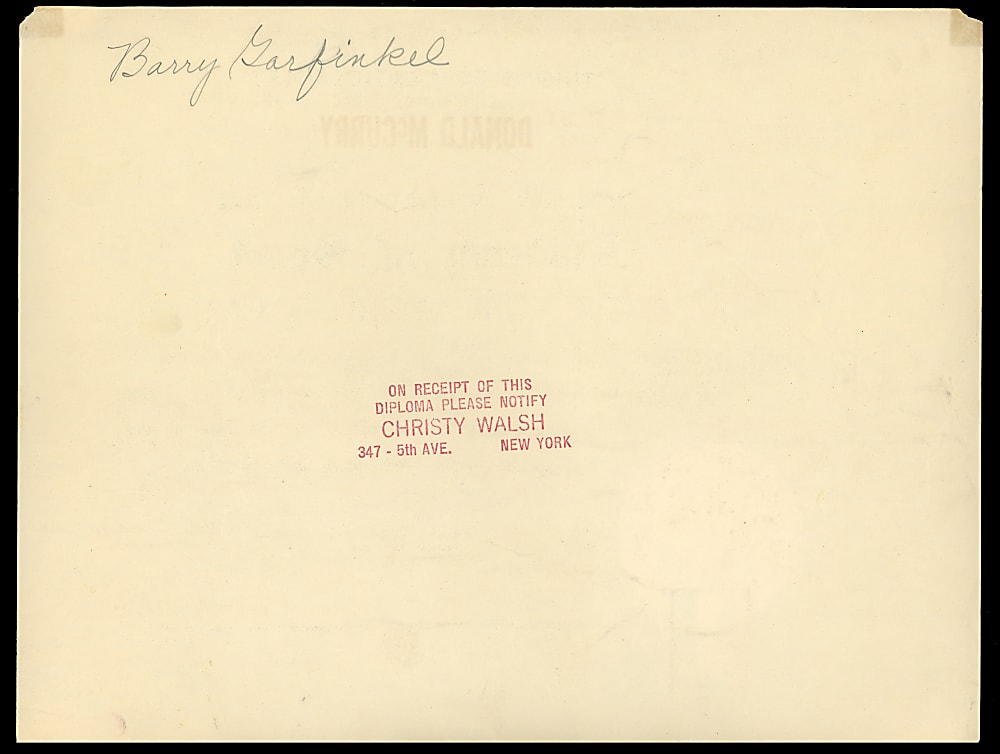 Barry Garfinkel
DONALD McCURRY
ON RECEIPT OF THIS
DIPLOMA PLEASE NOTIFY
CHRISTY WALSH
347 - 5th AVE. NEW YORK